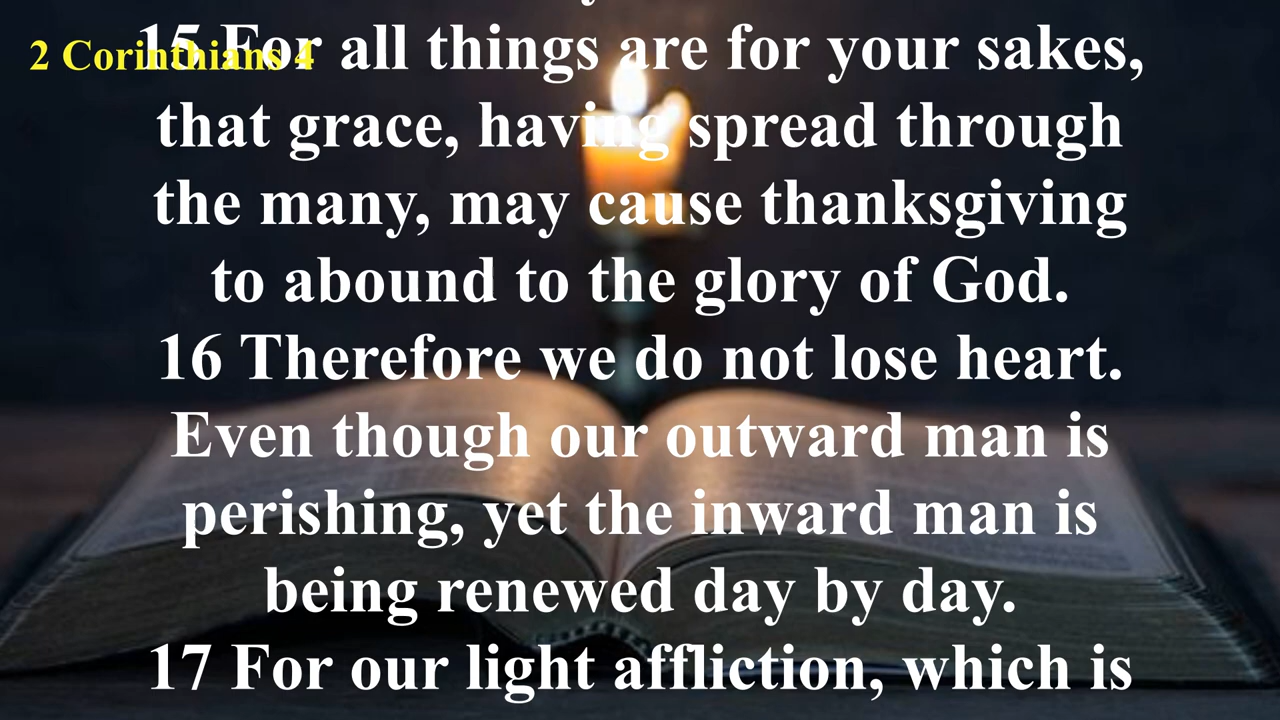 2 Corinthians 4
15 For all things are for your sakes,
that grace, having spread through
the many, may cause thanksgiving
to abound to the glory of God.
16 Therefore we do not lose heart.
Even though our outward man is
perishing, yet the inward man is
being renewed day by day.
17 For our light affliction, which is